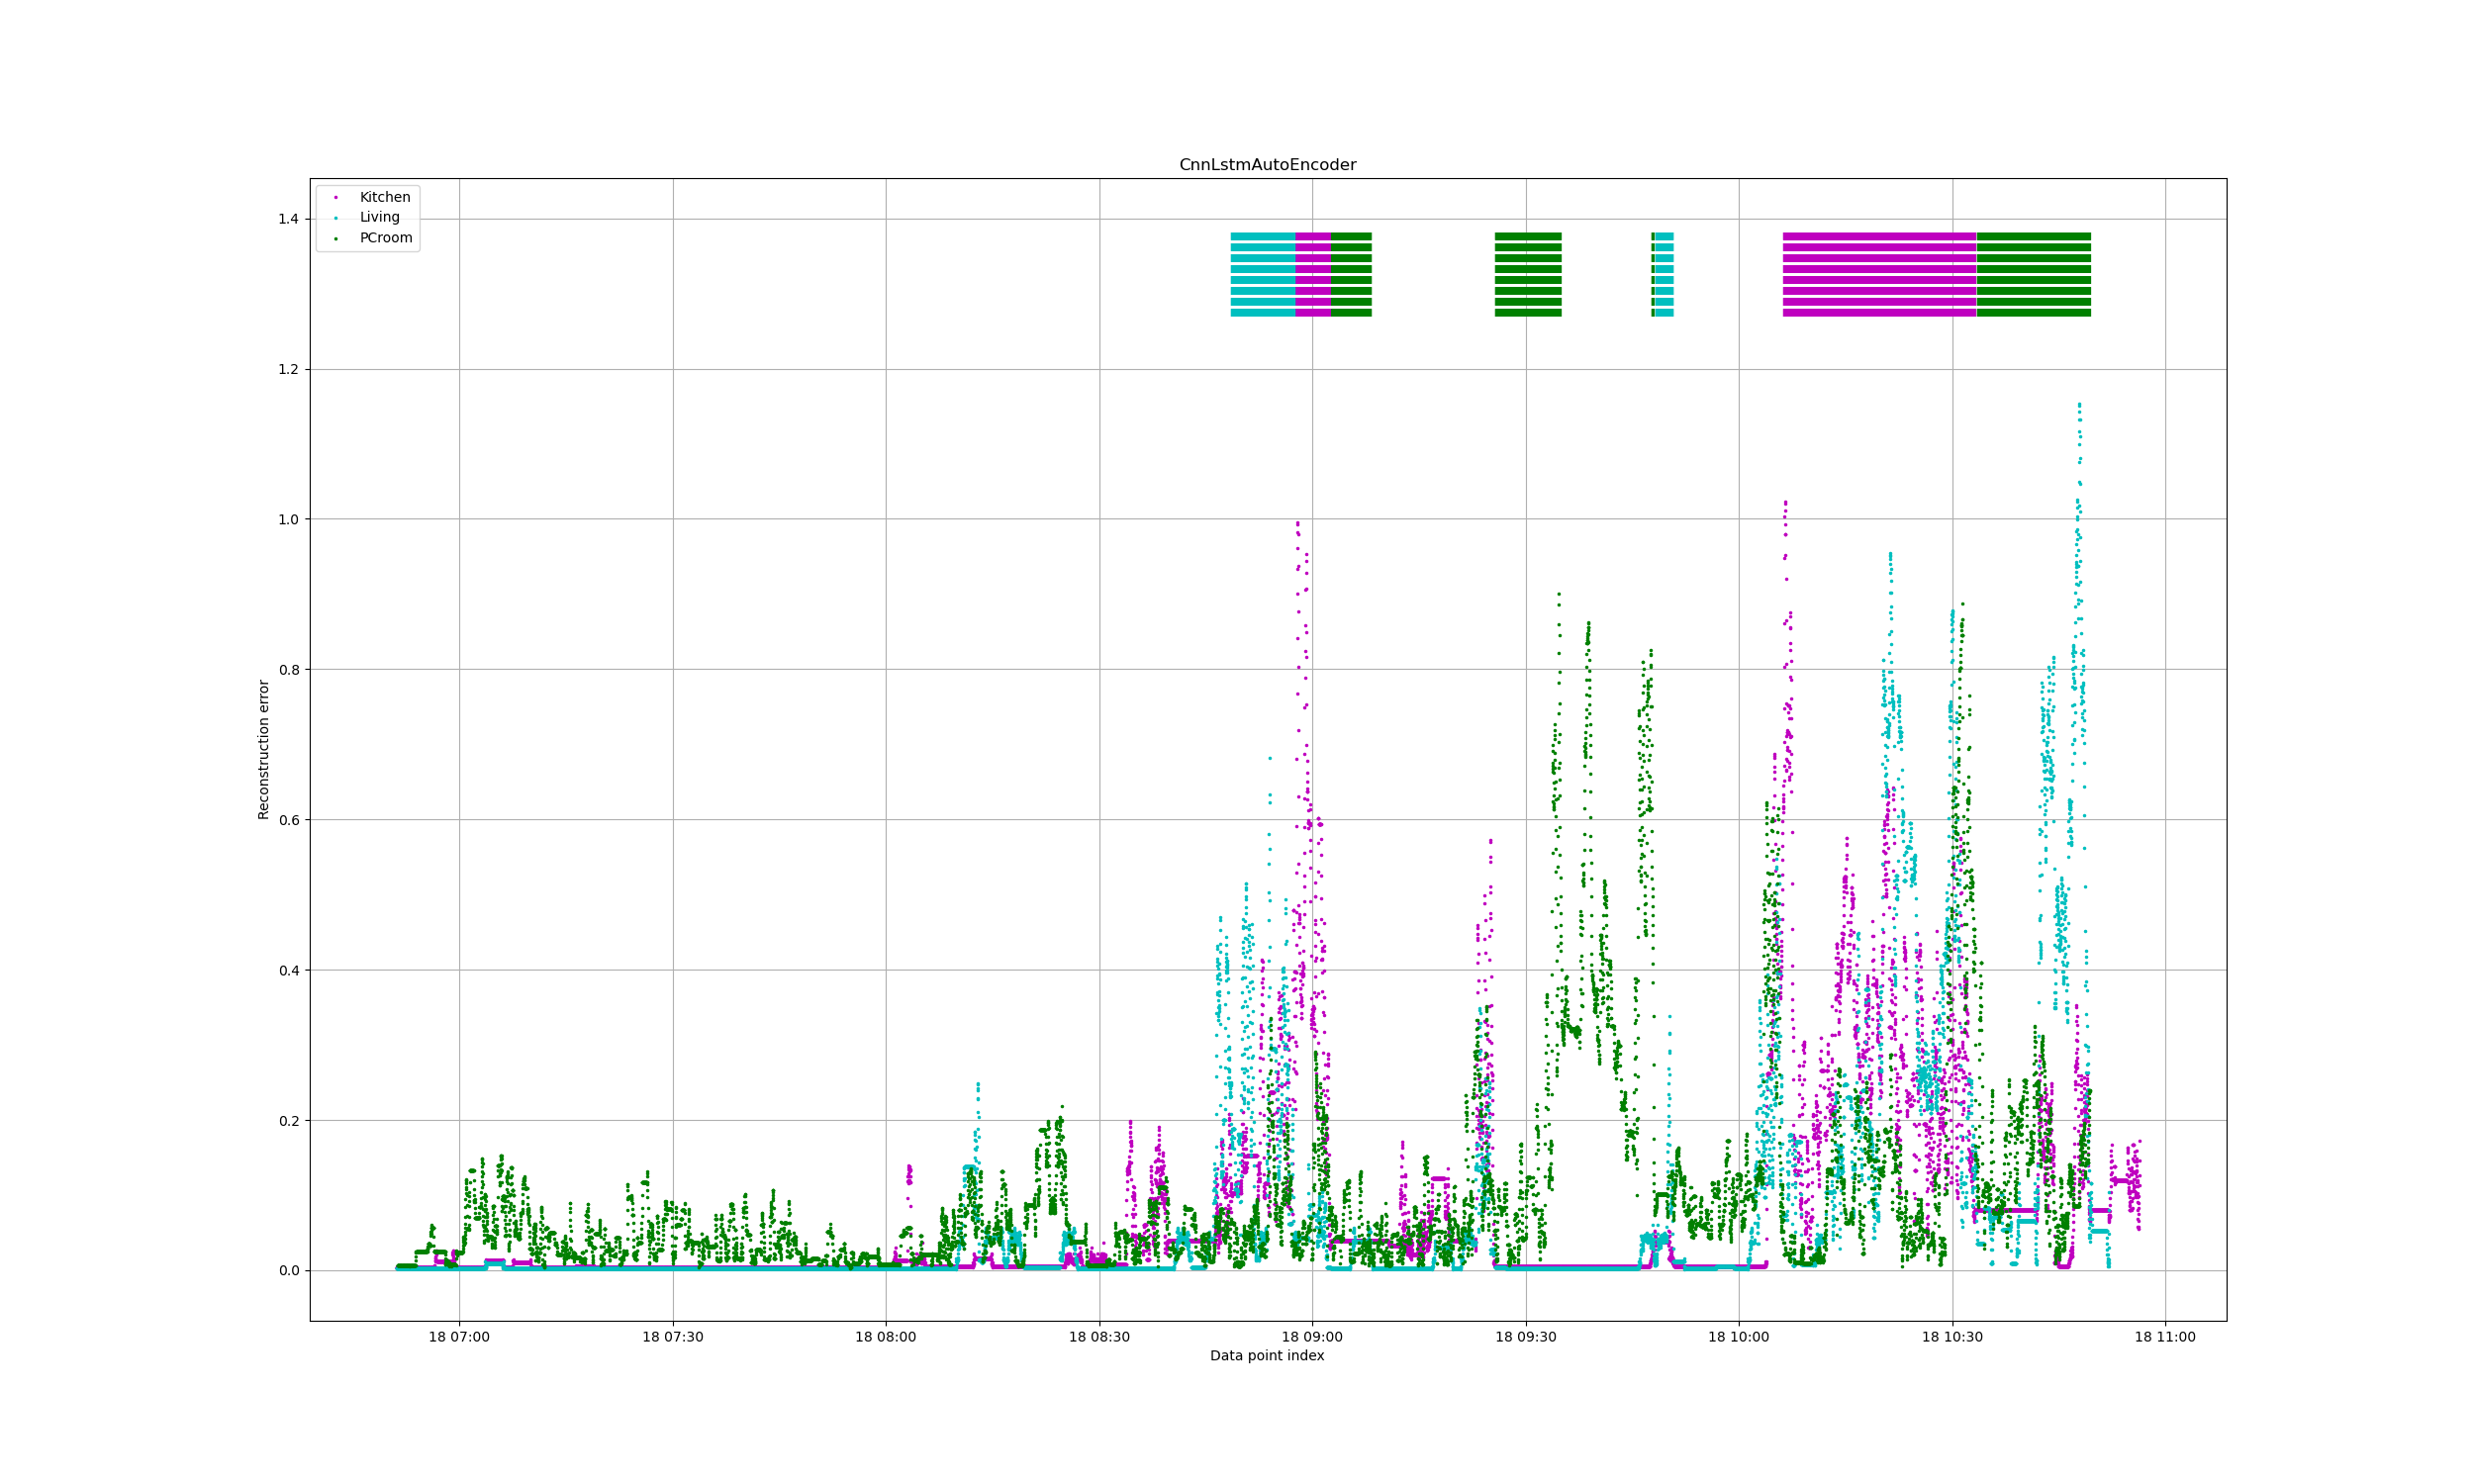 CnnLstmAutoEncoder
Kitchen
Living
PCroom
1.4
1.2
1.0
0.8
0.6
0.4
0.2
0.0
Reconstruction error
18 07:00 18 07:30 18 08:00 18 08:30 18 09:00 18 09:30 18 10:00 18 10:30 18 11:00
Data point index